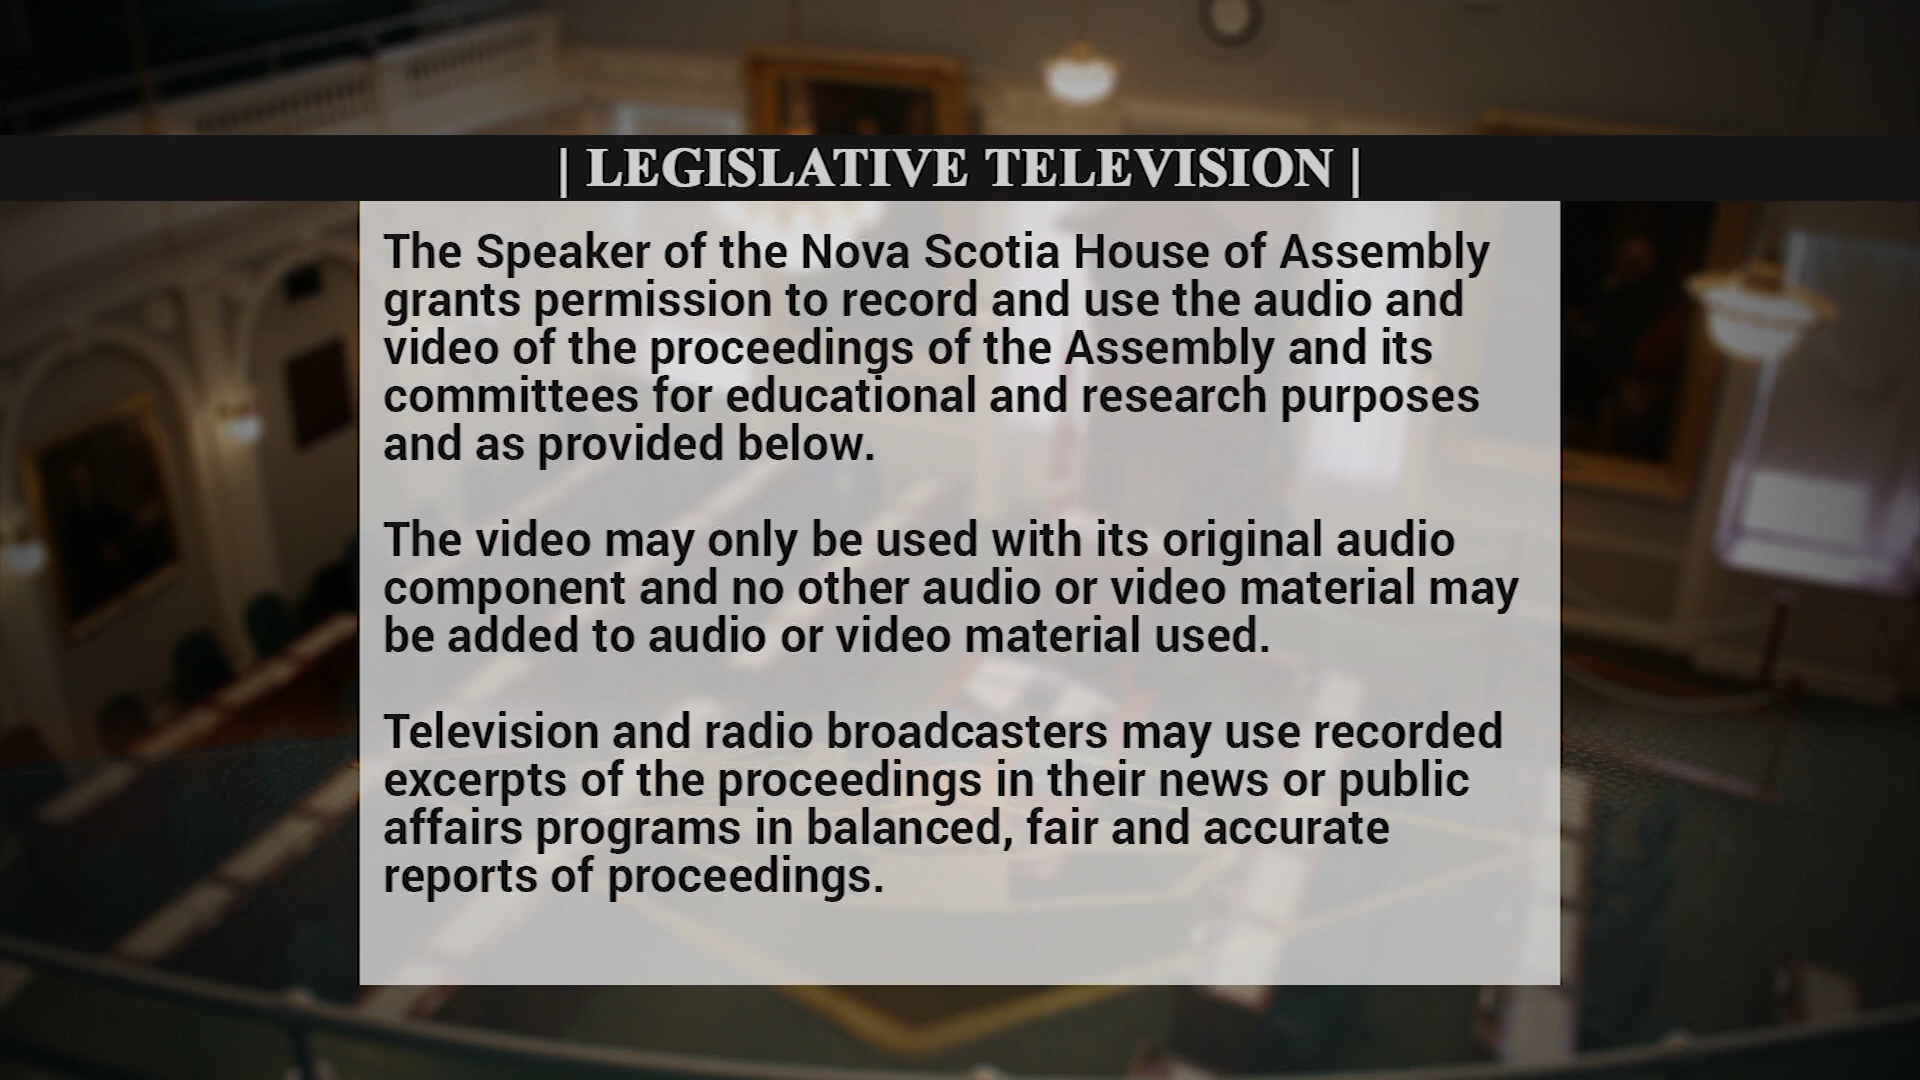 | LEGISLATIVE TELEVISION |
The Speaker of the Nova Scotia House of Assembly
grants permission to record and use the audio and
video of the proceedings of the Assembly and its
committees for educational and research purposes
and as provided below.
The video may only be used with its original audio
component and no other audio or video material may
be added to audio or video material used.
Television and radio broadcasters may use recorded
excerpts of the proceedings in their news or public
affairs programs in balanced, fair and accurate
reports of proceedings.